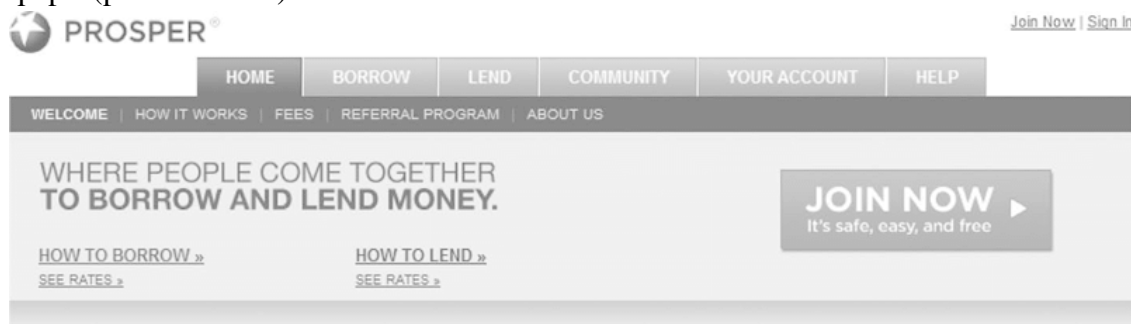 PROSPER®
Join Now | Sign In
HOME BORROW LEND COMMUNITY YOUR ACCOUNT HELP
WELCOME | HOW IT WORKS | FEES | REFERRAL PROGRAM | ABOUT US
WHERE PEOPLE COME TOGETHER
TO BORROW AND LEND MONEY.
JOIN NOW
It's safe, easy, and free
HOW TO BORROW » HOW TO LEND »
SEE RATES » SEE RATES »